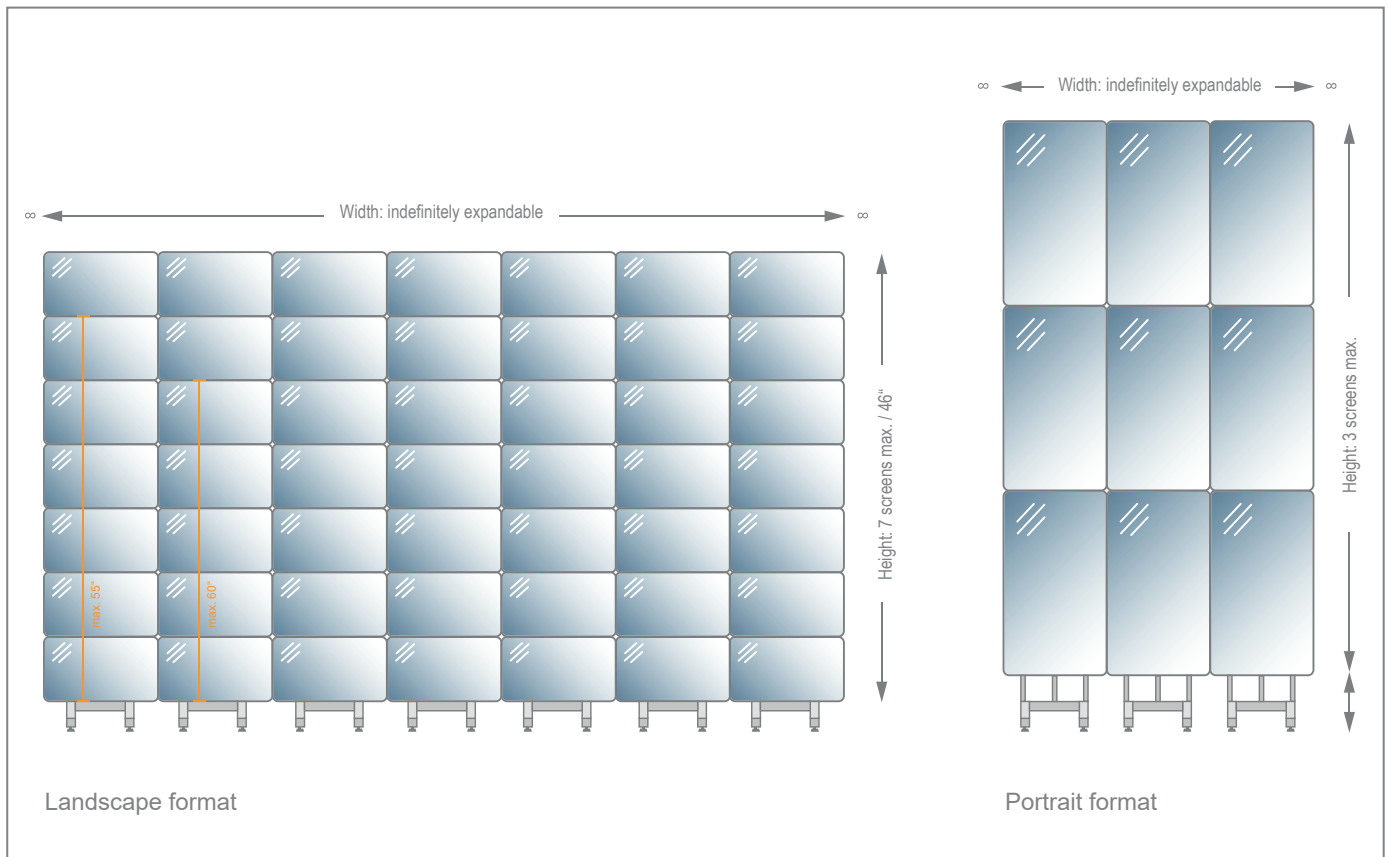 ∞ Width: indefinitely expandable ∞
∞ Width: indefinitely expandable ∞
max. 55"
max. 60"
Height: 7 screens max. / 46“
Height: 3 screens max.
Landscape format
Portrait format